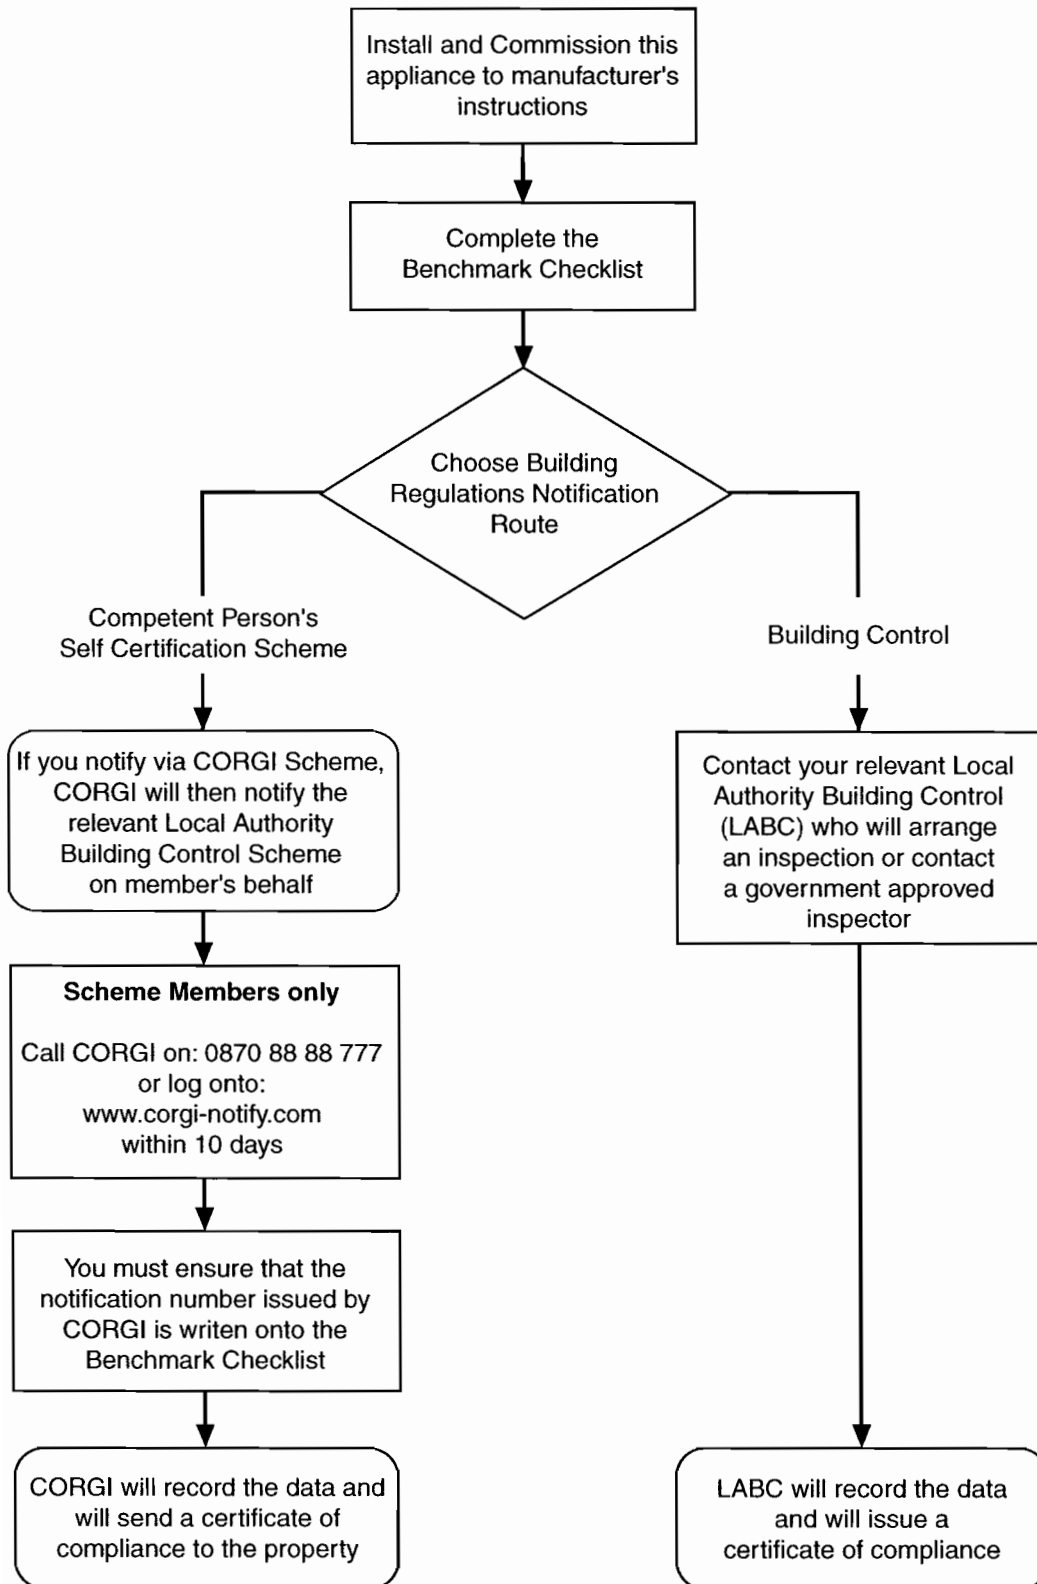 Install and Commission this
appliance to manufacturer's
instructions
Complete the
Benchmark Checklist
Choose Building
Regulations Notification
Route
Competent Person's
Self Certification Scheme
Building Control
If you notify via CORGI Scheme,
CORGI will then notify the
relevant Local Authority
Building Control Scheme
on member's behalf
Contact your relevant Local
Authority Building Control
(LABC) who will arrange
an inspection or contact
a government approved
inspector
Scheme Members only
Call CORGI on: 0870 88 88 777
or log onto:
www.corgi-notify.com
within 10 days
You must ensure that the
notification number issued by
CORGI is writen onto the
Benchmark Checklist
CORGI will record the data and
will send a certificate of
compliance to the property
LABC will record the data
and will issue a
certificate of compliance